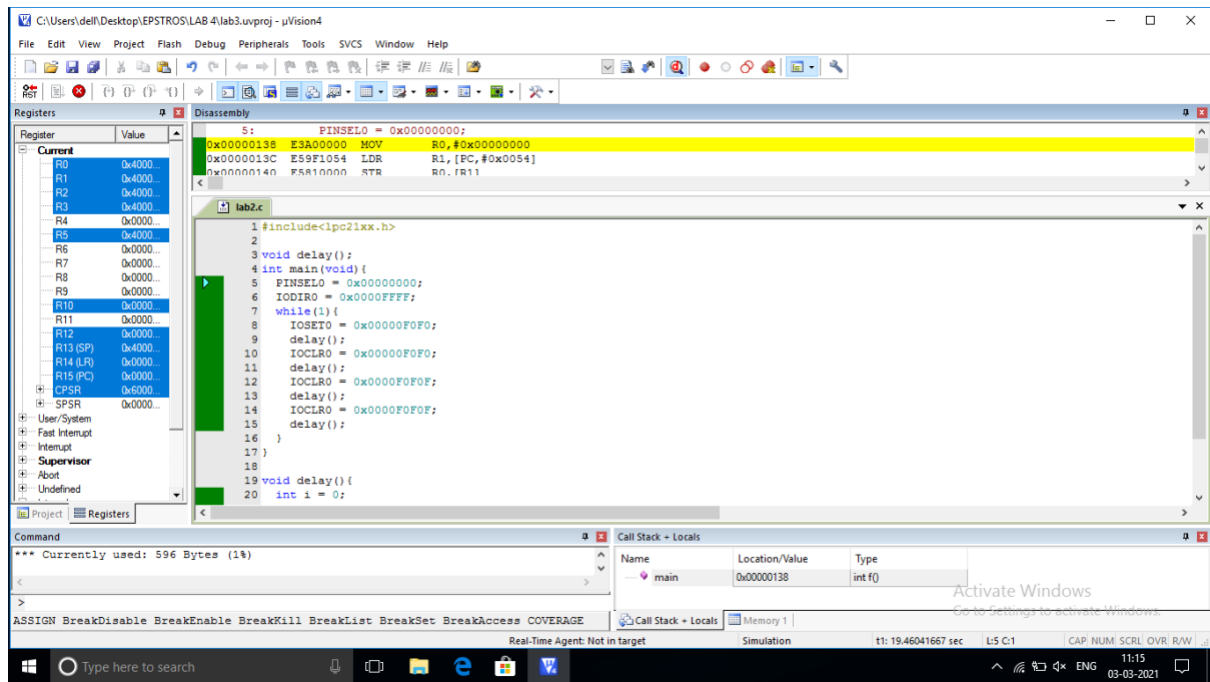 C:\Users\dell\Desktop\EPSTROS\LAB 4\lab3.uvproj - µVision4
File Edit View Project Flash Debug Peripherals Tools SVCS Window Help
RST
Registers
Register Value
Current
R0 0x4000...
R1 0x4000...
R2 0x4000...
R3 0x4000...
R4 0x0000...
R5 0x4000...
R6 0x0000...
R7 0x0000...
R8 0x0000...
R9 0x0000...
R10 0x0000...
R11 0x0000...
R12 0x0000...
R13 (SP) 0x4000...
R14 (LR) 0x0000...
R15 (PC) 0x0000...
CPSR 0x6000...
SPSR 0x0000...
User/System
Fast Interrupt
Interrupt
Supervisor
Abort
Undefined
Project Registers
Disassembly
5: PINSEL0 = 0x00000000;
0x00000138 E3A00000 MOV R0,#0x00000000
0x0000013C E59F1054 LDR R1,[PC,#0x0054]
0x00000140 E5810000 STR R0,[R1]
lab2.c
1 #include<lpc21xx.h>
2
3 void delay();
4 int main(void){
5 PINSEL0 = 0x00000000;
6 IODIR0 = 0x0000FFFF;
7 while(1){
8 IOSET0 = 0x00000F0F0;
9 delay();
10 IOCLR0 = 0x00000F0F0;
11 delay();
12 IOCLR0 = 0x0000F0F0F;
13 delay();
14 IOCLR0 = 0x0000F0F0F;
15 delay();
16 }
17 }
18
19 void delay(){
20 int i = 0;
Command
*** Currently used: 596 Bytes (1%)
>
ASSIGN BreakDisable BreakEnable BreakKill BreakList BreakSet BreakAccess COVERAGE
Call Stack + Locals
Name Location/Value Type
main 0x00000138 int f()
Call Stack + Locals Memory 1
Activate Windows
Go to Settings to activate Windows.
Real-Time Agent: Not in target Simulation t1: 19.46041667 sec L:5 C:1 CAP NUM SCRL OVR R/W
Type here to search
ENG
11:15
03-03-2021